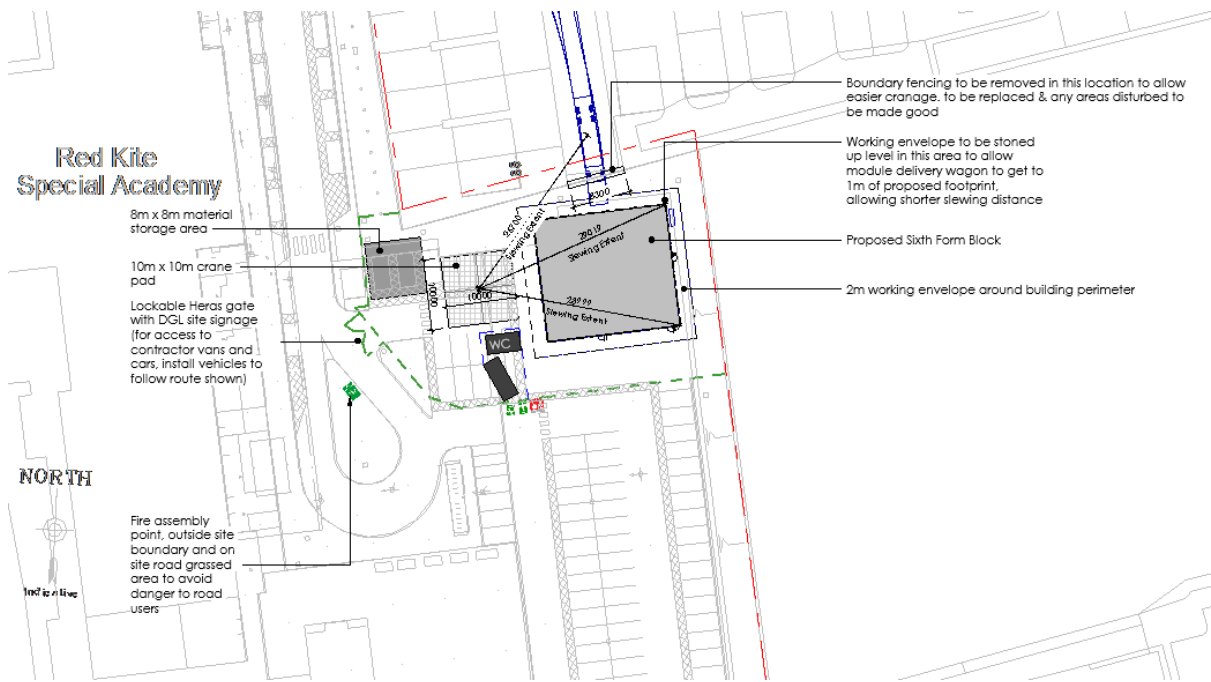 Red Kite
Special Academy
8m x 8m material
storage area
10m x 10m crane
pad
Lockable Heras gate
with DGL site signage
(for access to
contractor vans and
cars, install vehicles to
follow route shown)
NORTH
Indicative
Fire assembly
point, outside site
boundary and on
site road grassed
area to avoid
danger to road
users
Slewing Extent
Slewing Extent
Slewing Extent
10000
10000
WC
Boundary fencing to be removed in this location to allow
easier cranage. to be replaced & any areas disturbed to
be made good
Working envelope to be stoned
up level in this area to allow
module delivery wagon to get to
1m of proposed footprint,
allowing shorter slewing distance
Proposed Sixth Form Block
2m working envelope around building perimeter